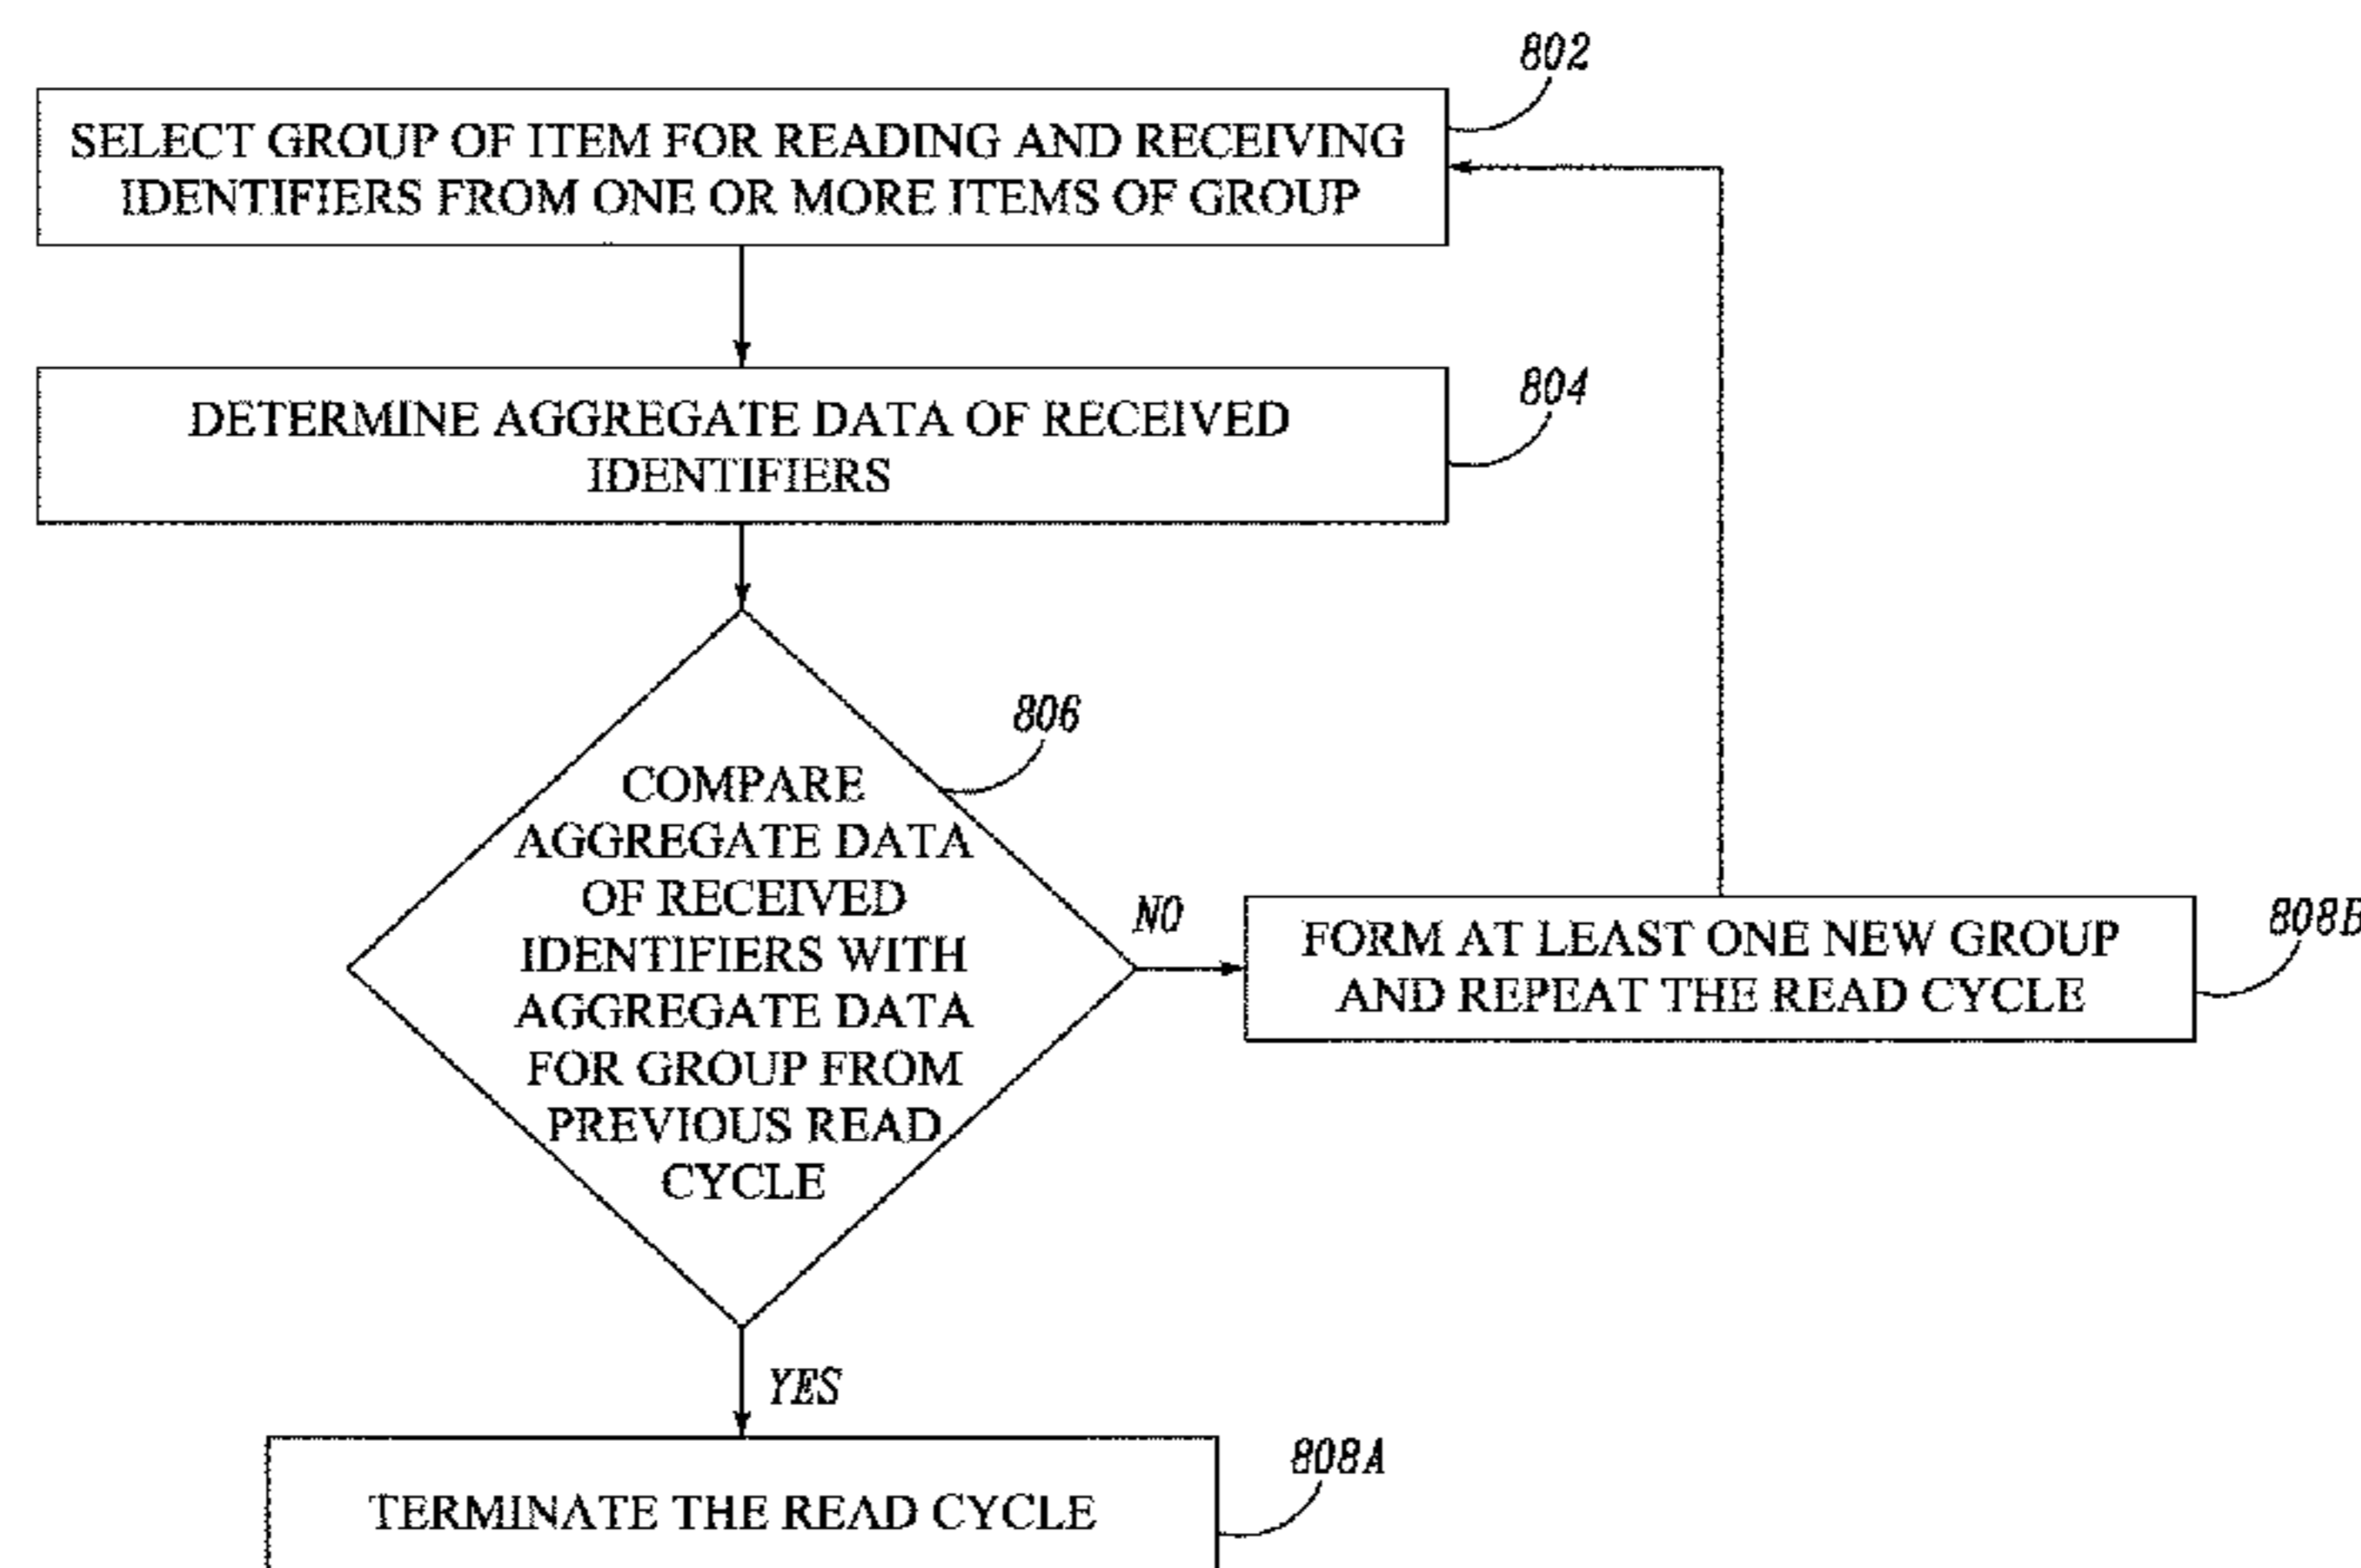 802
SELECT GROUP OF ITEM FOR READING AND RECEIVING
IDENTIFIERS FROM ONE OR MORE ITEMS OF GROUP
804
DETERMINE AGGREGATE DATA OF RECEIVED
IDENTIFIERS
806
COMPARE
AGGREGATE DATA
OF RECEIVED
IDENTIFIERS WITH
AGGREGATE DATA
FOR GROUP FROM
PREVIOUS READ
CYCLE
NO
808B
FORM AT LEAST ONE NEW GROUP
AND REPEAT THE READ CYCLE
YES
808A
TERMINATE THE READ CYCLE